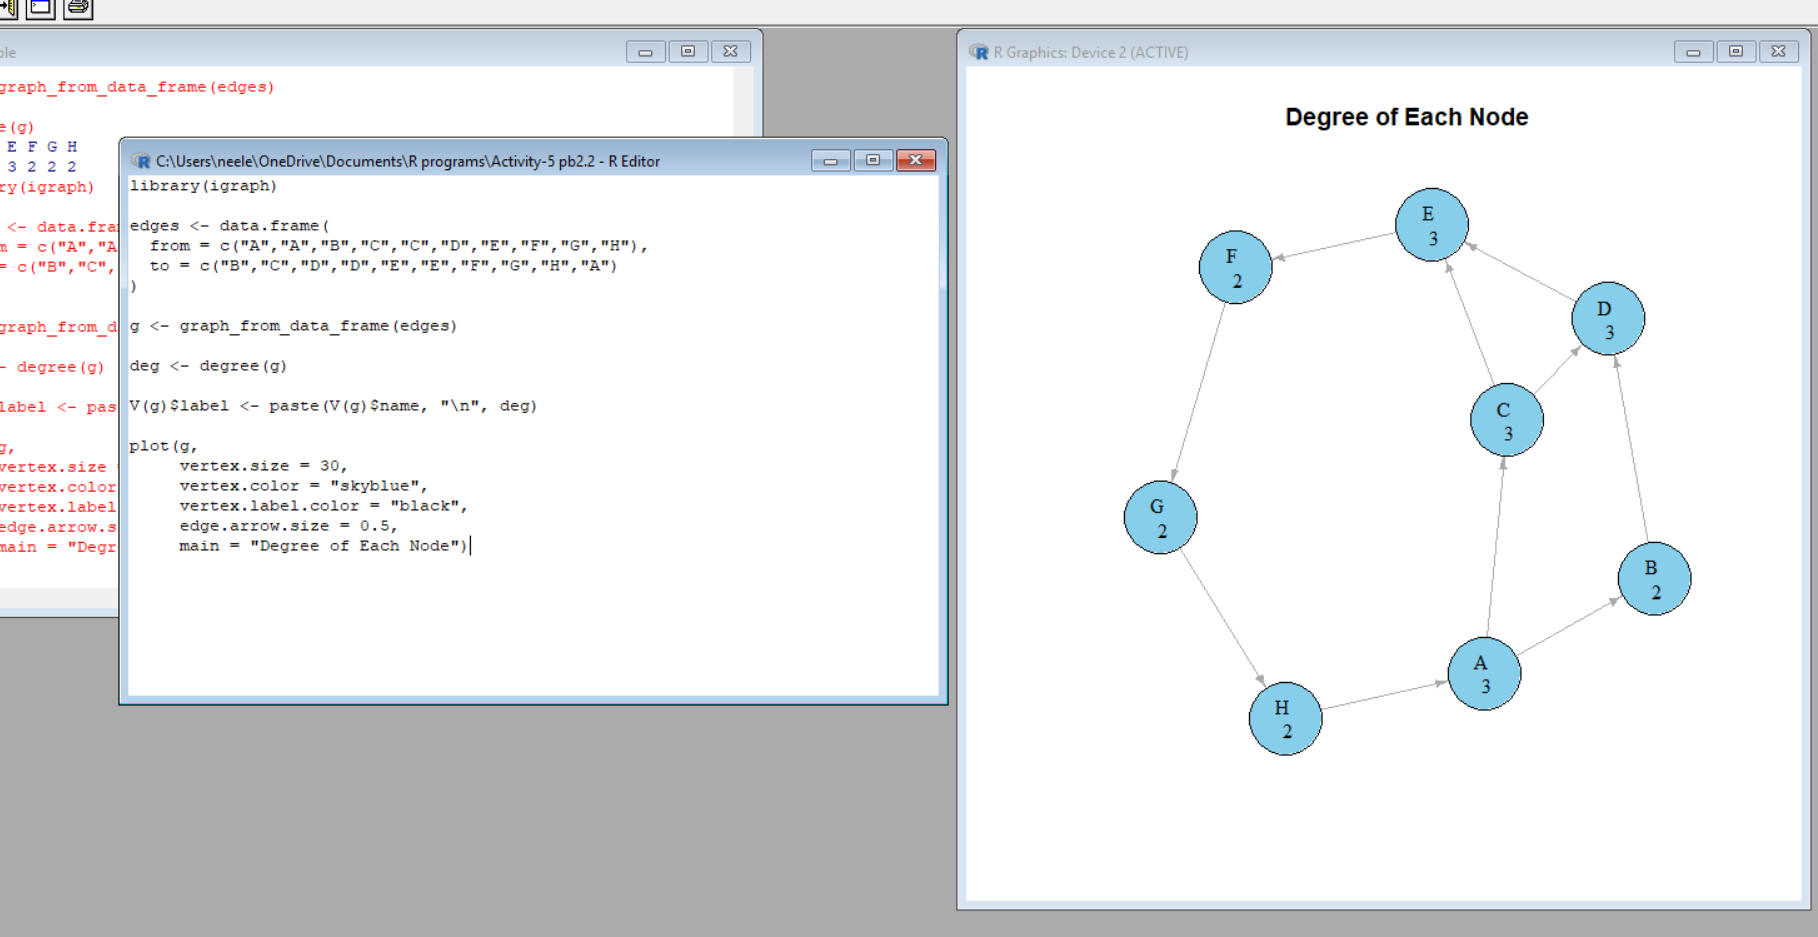 ole
graph_from_data_frame(edges)
e(g)
E F G H
3 2 2 2
ry(igraph)
<- data.fra
m = c("A","A
= c("B","C",
graph_from_d
- degree(g)
label <- pas
g,
vertex.size
vertex.color
vertex.label
edge.arrow.s
main = "Degr
C:\Users\neele\OneDrive\Documents\R programs\Activity-5 pb2.2 - R Editor
library(igraph)
edges <- data.frame(
from = c("A","A","B","C","C","D","E","F","G","H"),
to = c("B","C","D","D","E","E","F","G","H","A")
)
g <- graph_from_data_frame(edges)
deg <- degree(g)
V(g)$label <- paste(V(g)$name, "\n", deg)
plot(g,
vertex.size = 30,
vertex.color = "skyblue",
vertex.label.color = "black",
edge.arrow.size = 0.5,
main = "Degree of Each Node")
R Graphics: Device 2 (ACTIVE)
Degree of Each Node
E
3
F
2
D
3
C
3
G
2
B
2
A
3
H
2